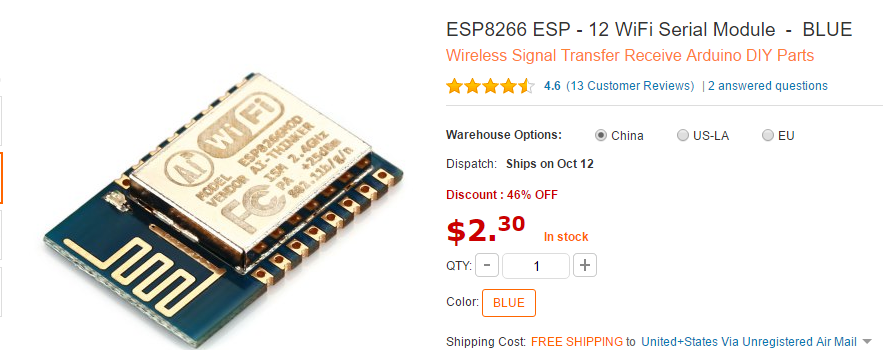 ESP8266 ESP - 12 WiFi Serial Module - BLUE
Wireless Signal Transfer Receive Arduino DIY Parts
4.6 (13 Customer Reviews) | 2 answered questions
Warehouse Options: China US-LA EU
Dispatch: Ships on Oct 12
Discount : 46% OFF
$2.30 In stock
QTY: - 1 +
Color: BLUE
Shipping Cost: FREE SHIPPING to United+States Via Unregistered Air Mail
Ai WiFi
MODEL ESP8266MOD
VENDOR AI-THINKER
ISM 2.4GHz
PA +25dBm
802.11b/g/n
FC